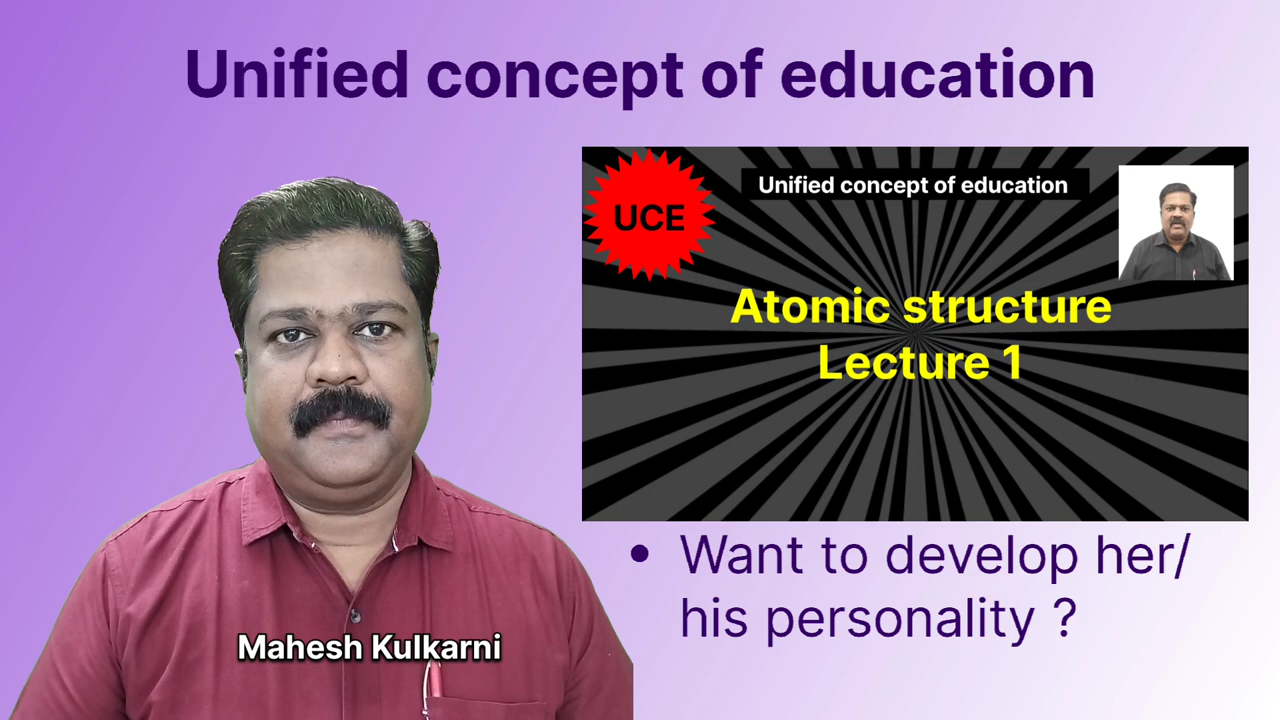 Unified concept of education
UCE
Unified concept of education
Atomic structure
Lecture 1
• Want to develop her/
his personality ?
Mahesh Kulkarni